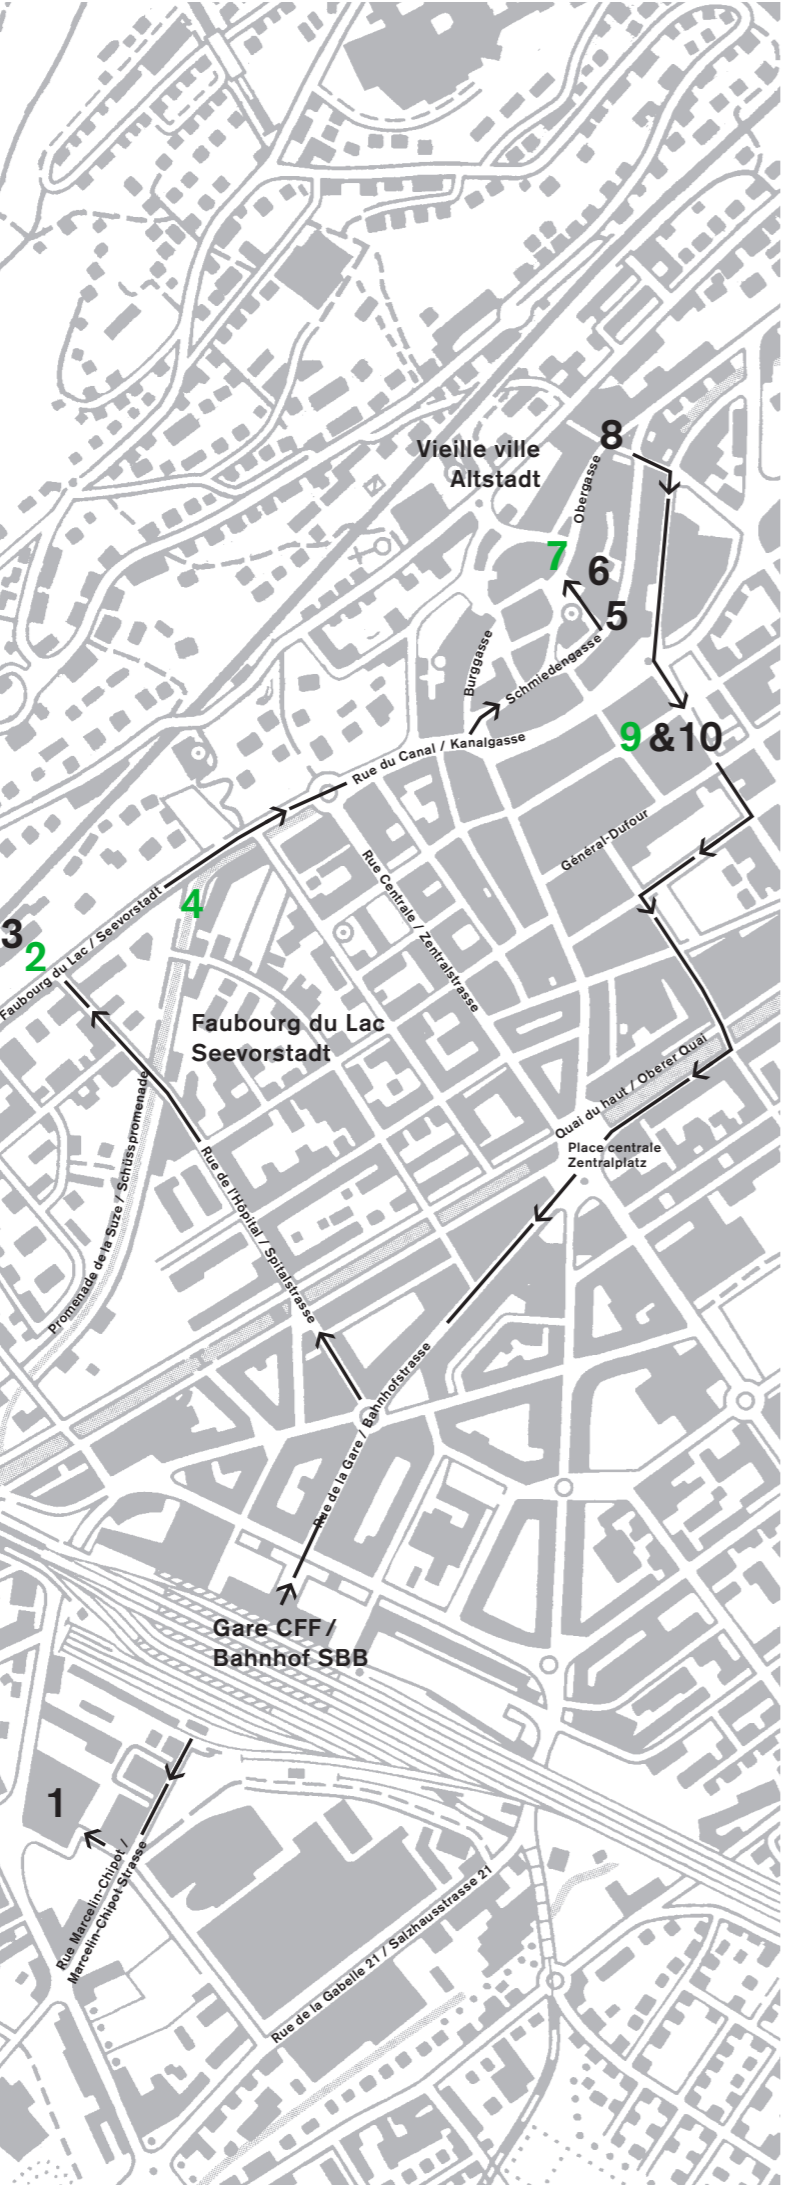 Vieille ville
Altstadt
8
Obergasse
7
6
5
Burggasse
Schmiedengasse
9 &10
Rue du Canal / Kanalgasse
Général-Dufour
Rue Centrale / Zentralstrasse
4
3
2
Faubourg du Lac / Seevorstadt
Faubourg du Lac
Seevorstadt
Quai du haut / Oberer Quai
Place centrale
Zentralplatz
Promenade de la Suze / Schüsspromenade
Rue de l'Hôpital / Spitalstrasse
Rue de la Gare / Bahnhofstrasse
Gare CFF /
Bahnhof SBB
1
Rue Marcelin-Chipot /
Marcelin-Chipot Strasse
Rue de la Gabelle 21 / Salzhausstrasse 21